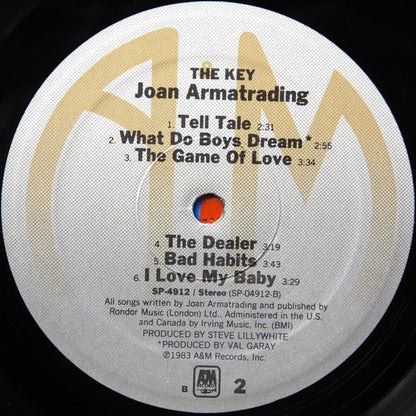 THE KEY
Joan Armatrading
1. Tell Tale 2:31
2. What Do Boys Dream* 2:55
3. The Game Of Love 3:34
4. The Dealer 3:19
5. Bad Habits 3:43
6. I Love My Baby 3:29
SP-4912 / Stereo (SP-04912-B)
All songs written by Joan Armatrading and published by
Rondor Music (London) Ltd.. Administered in the U.S.
and Canada by Irving Music, Inc. (BMI)
PRODUCED BY STEVE LILLYWHITE
*PRODUCED BY VAL GARAY
℗1983 A&M Records, Inc.
A&M
RECORDS
B 2